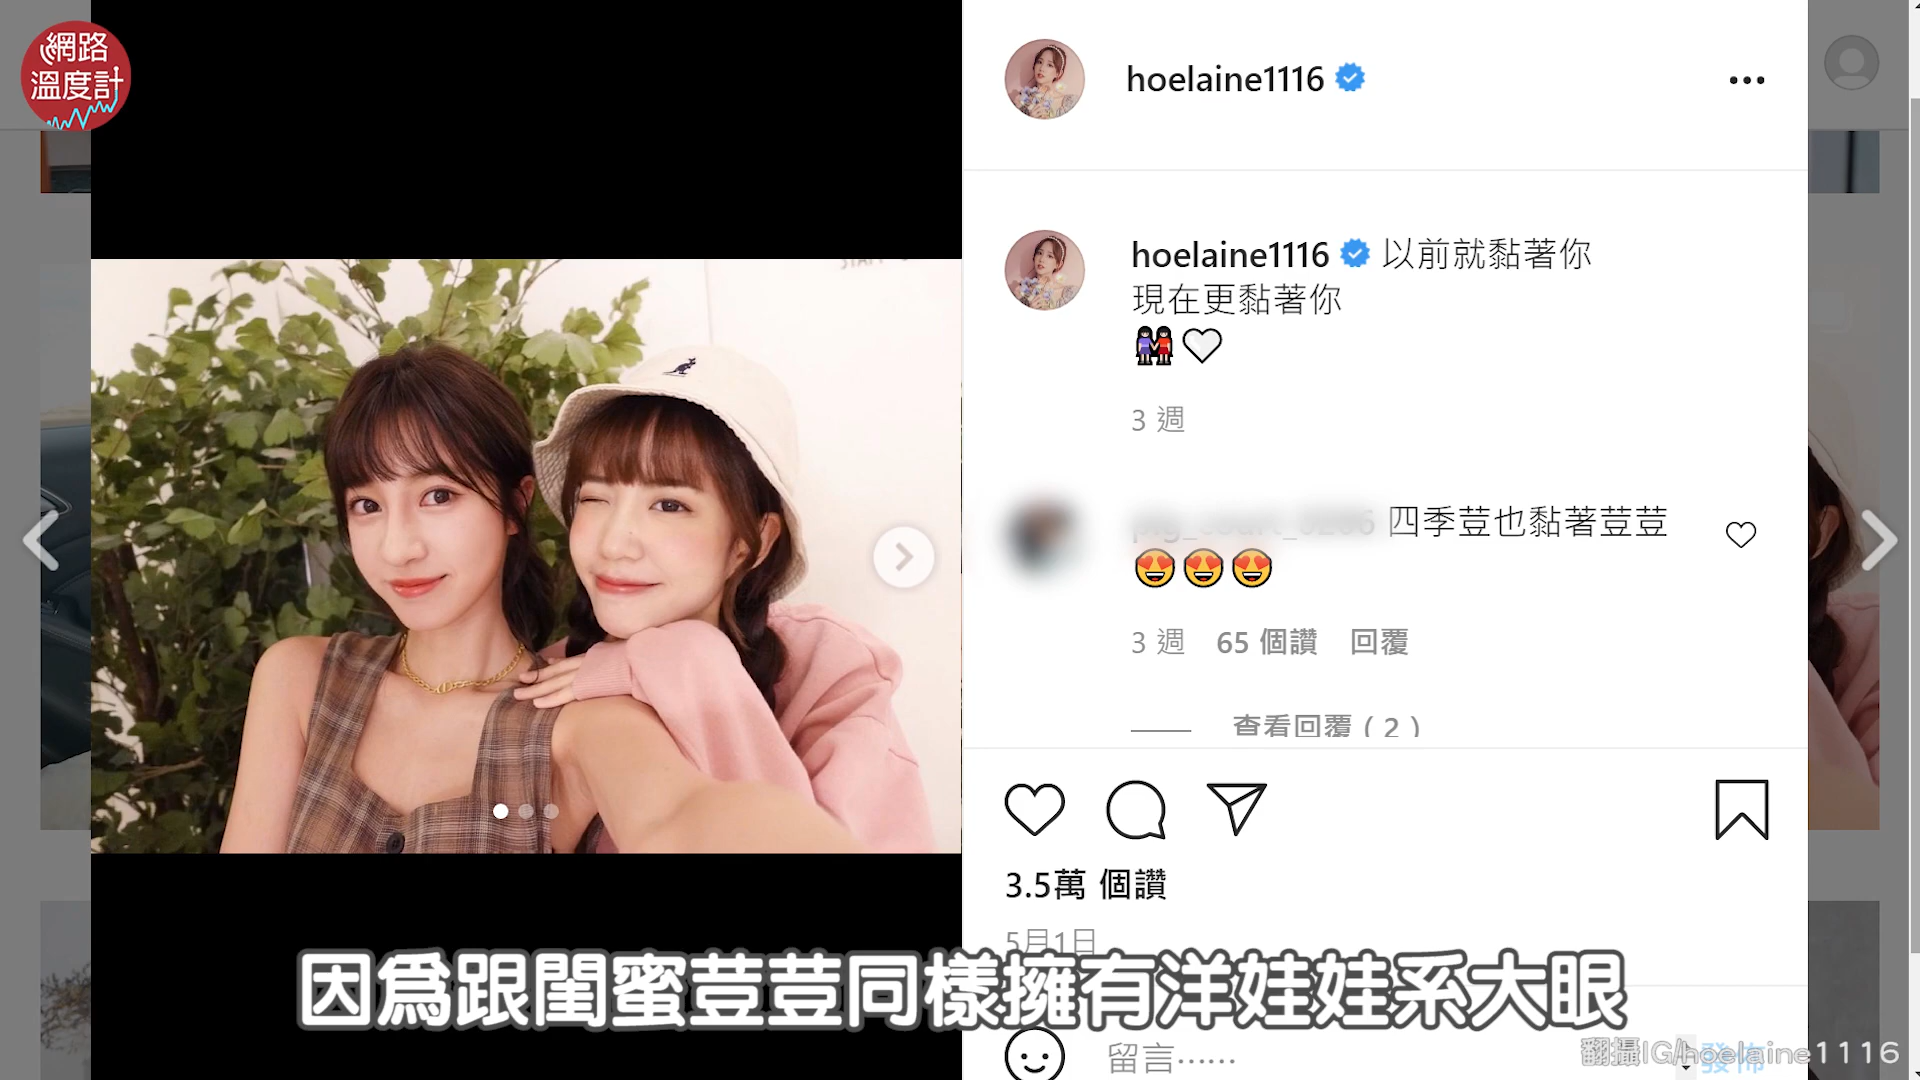 網路
溫度計
hoelaine1116
hoelaine1116 以前就黏著你
現在更黏著你
3 週
四季荳也黏著荳荳
3 週 65 個讚 回覆
查看回覆 ( 2 )
3.5萬 個讚
5月1日
因為跟閨蜜荳荳同樣擁有洋娃娃系大眼
留言······
發佈
翻攝IG/hoelaine1116